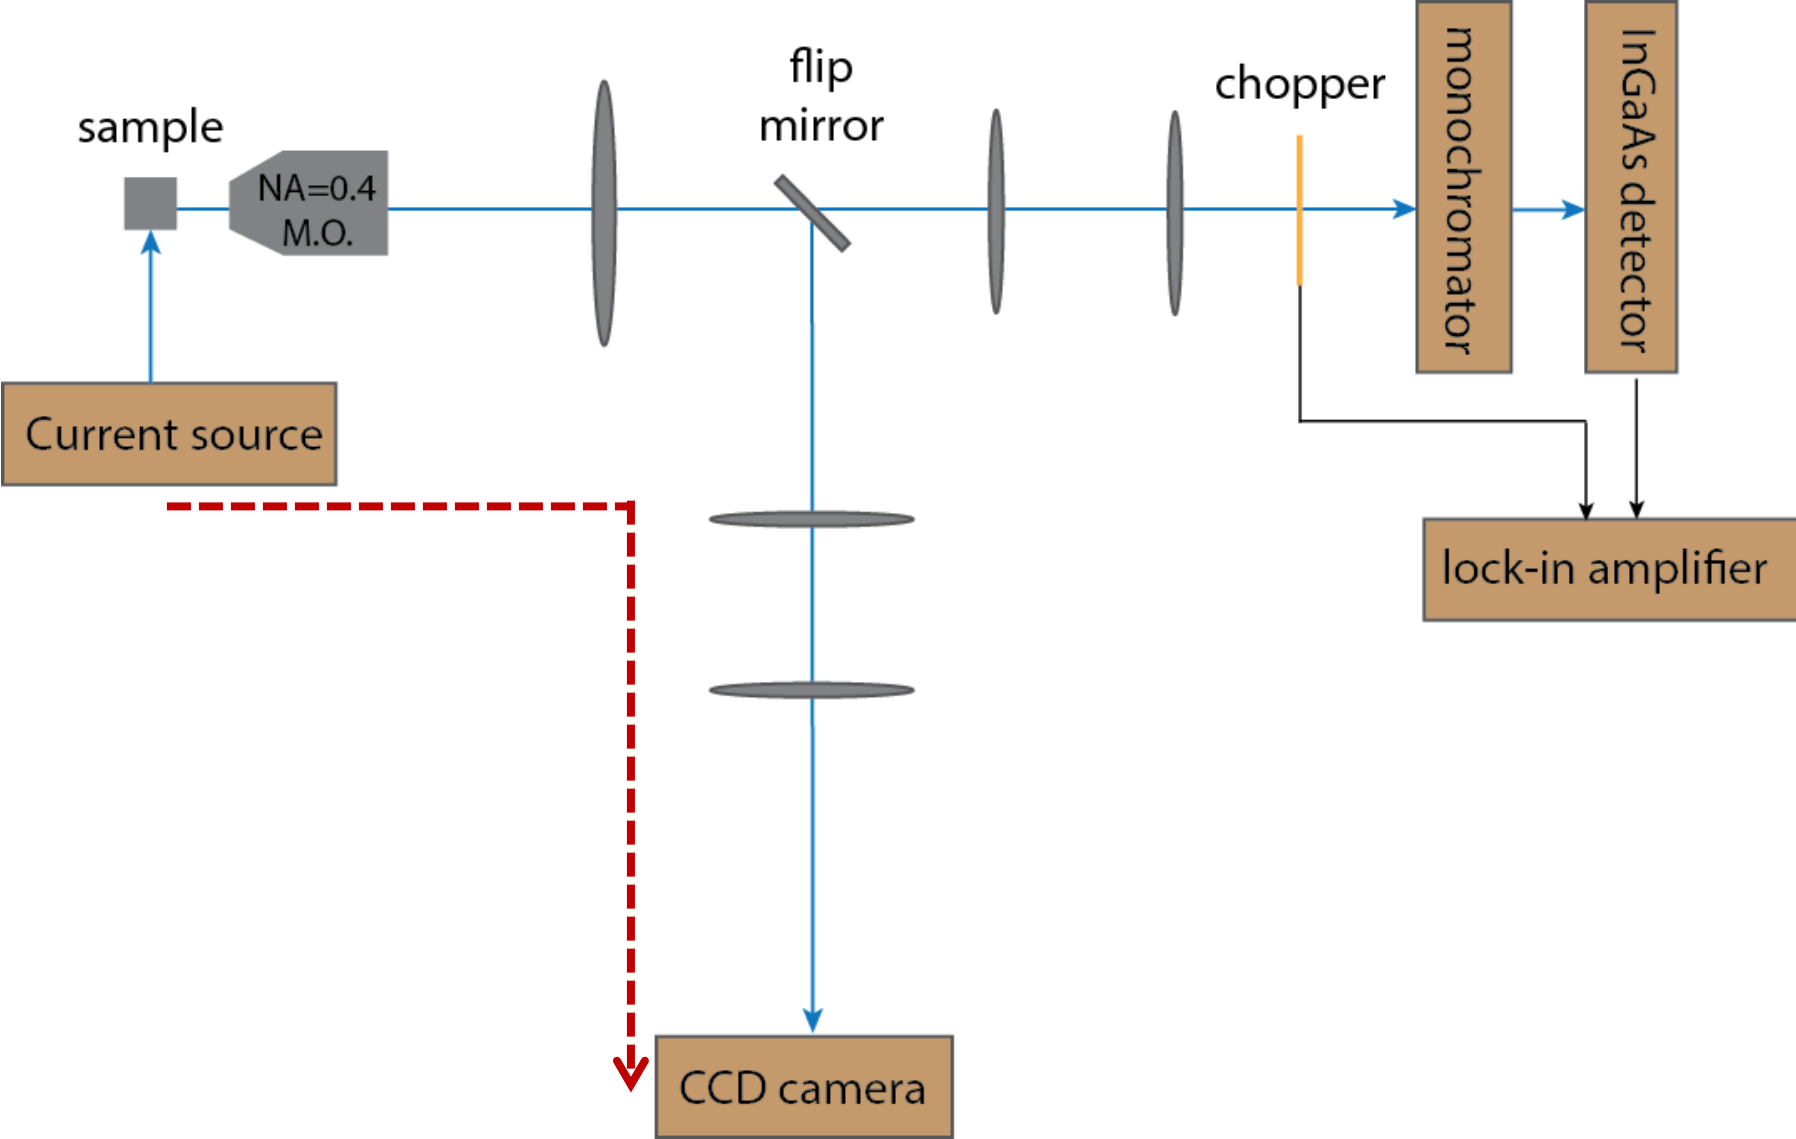 sample
NA=0.4
M.O.
flip
mirror
chopper
monochromator
InGaAs detector
Current source
lock-in amplifier
CCD camera